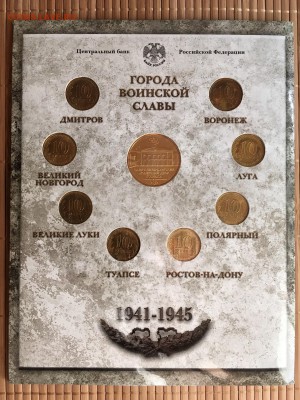 Центральный банк Российской Федерации
ГОРОДА
ВОИНСКОЙ
СЛАВЫ
ДМИТРОВ
ВОРОНЕЖ
ВЕЛИКИЙ
НОВГОРОД
ЛУГА
ВЕЛИКИЕ ЛУКИ
ПОЛЯРНЫЙ
ТУАПСЕ
РОСТОВ-НА-ДОНУ
1941-1945